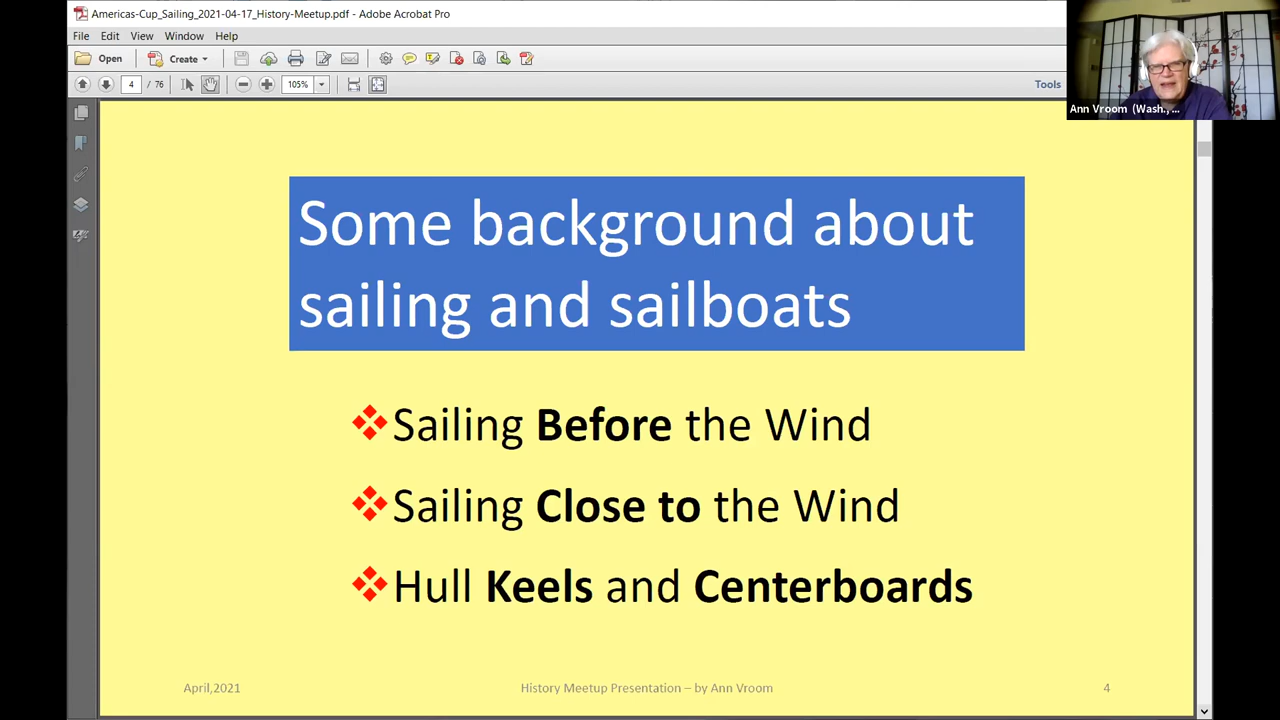 Americas-Cup_Sailing_2021-04-17_History-Meetup.pdf - Adobe Acrobat Pro
File Edit View Window Help
Open Create
4 / 76 105% Tools
Ann Vroom (Wash., ...
Some background about
sailing and sailboats
Sailing Before the Wind
Sailing Close to the Wind
Hull Keels and Centerboards
April,2021 History Meetup Presentation – by Ann Vroom 4